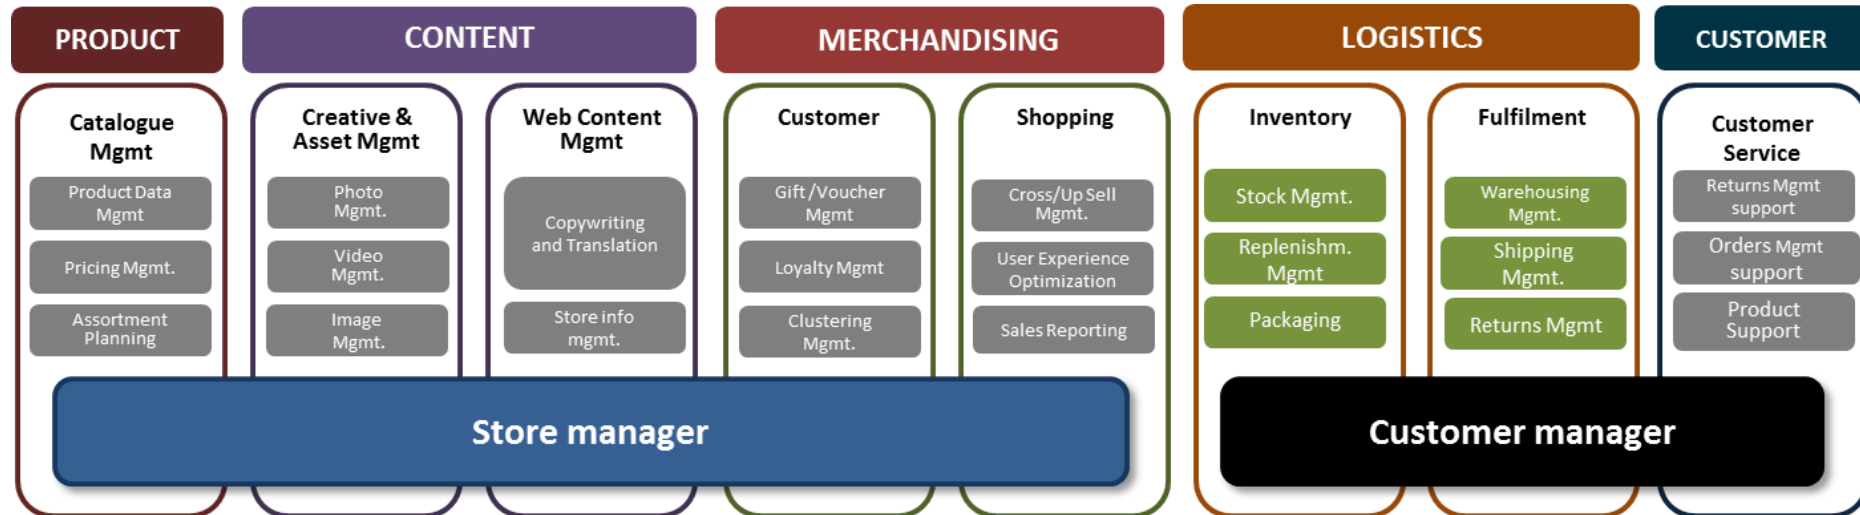 PRODUCT
CONTENT
MERCHANDISING
LOGISTICS
CUSTOMER
Catalogue
Mgmt
Product Data
Mgmt
Pricing Mgmt.
Assortment
Planning
Creative &
Asset Mgmt
Photo
Mgmt.
Video
Mgmt.
Image
Mgmt.
Web Content
Mgmt
Copywriting
and Translation
Store info
mgmt.
Customer
Gift/Voucher
Mgmt
Loyalty Mgmt
Clustering
Mgmt.
Shopping
Cross/Up Sell
Mgmt.
User Experience
Optimization
Sales Reporting
Inventory
Stock Mgmt.
Replenishm.
Mgmt
Packaging
Fulfilment
Warehousing
Mgmt.
Shipping
Mgmt.
Returns Mgmt
Customer
Service
Returns Mgmt
support
Orders Mgmt
support
Product
Support
Store manager
Customer manager